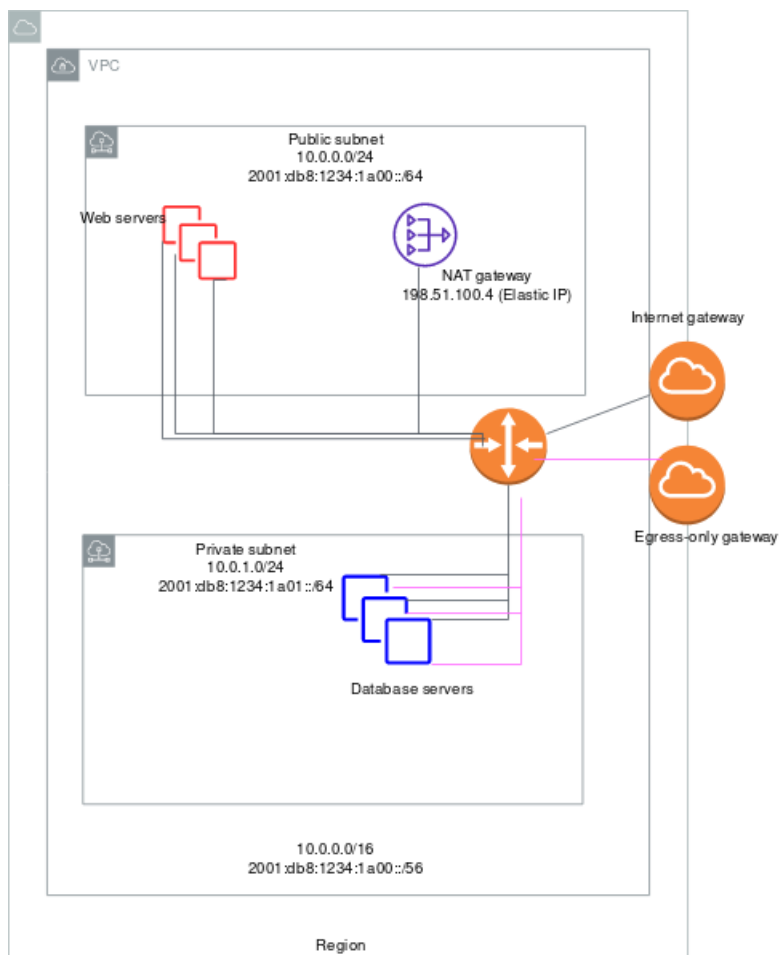 VPC
Public subnet
10.0.0.0/24
2001:db8:1234:1a00::/64
Web servers
NAT gateway
198.51.100.4 (Elastic IP)
Internet gateway
Egress-only gateway
Private subnet
10.0.1.0/24
2001:db8:1234:1a01::/64
Database servers
10.0.0.0/16
2001:db8:1234:1a00::/56
Region